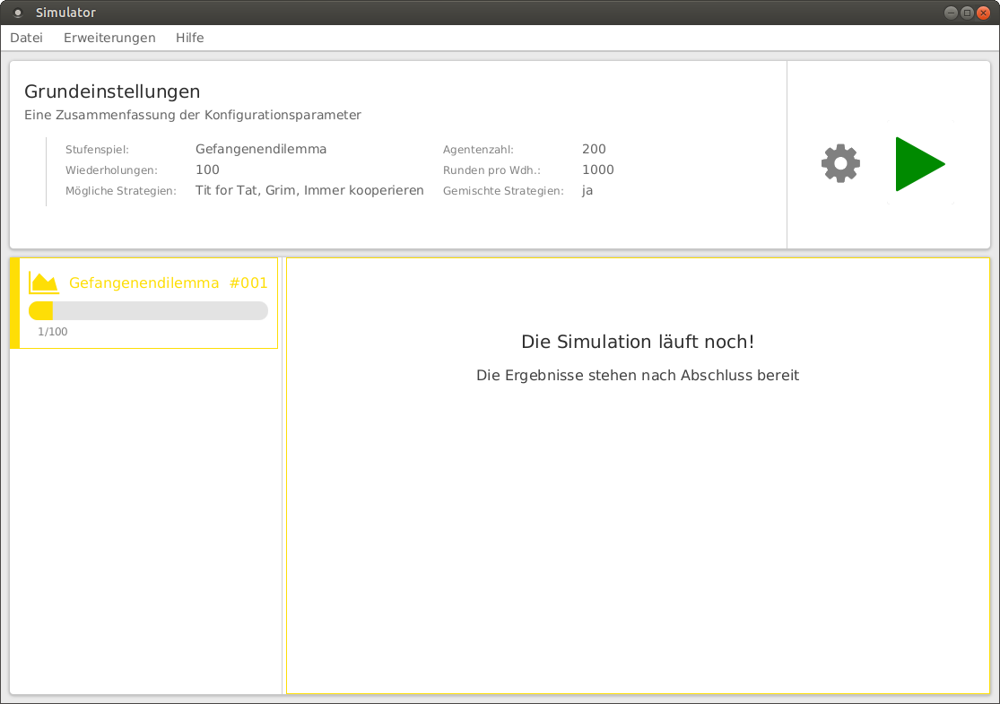 Simulator
Datei Erweiterungen Hilfe
Grundeinstellungen
Eine Zusammenfassung der Konfigurationsparameter
Stufenspiel: Gefangenendilemma Agentenzahl: 200
Wiederholungen: 100 Runden pro Wdh.: 1000
Mögliche Strategien: Tit for Tat, Grim, Immer kooperieren Gemischte Strategien: ja
Gefangenendilemma #001
1/100
Die Simulation läuft noch!
Die Ergebnisse stehen nach Abschluss bereit